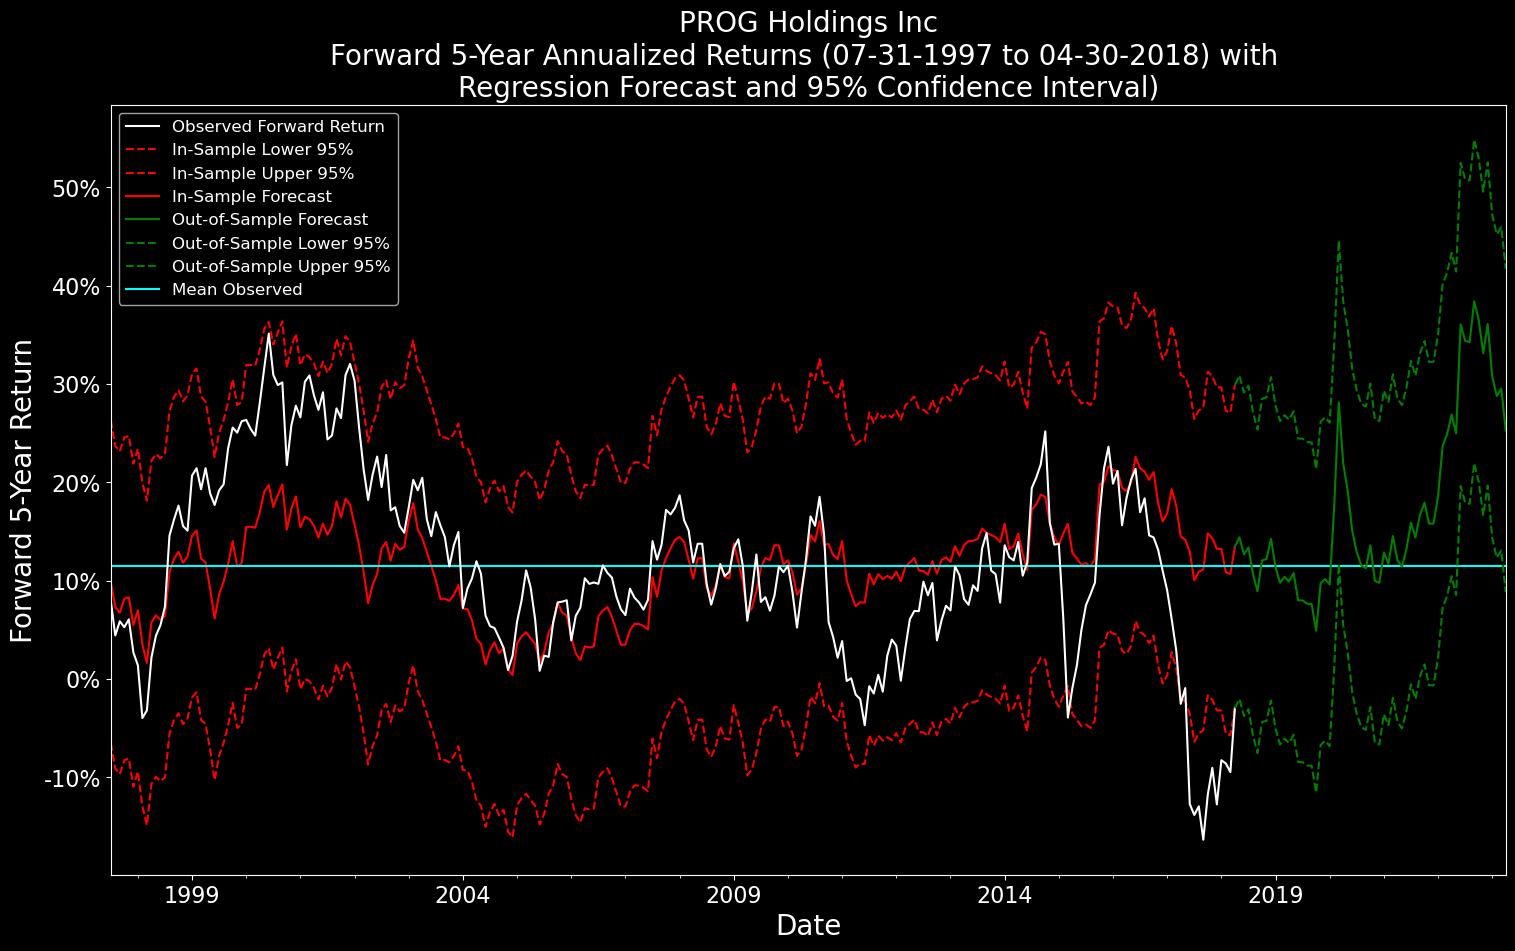 PROG Holdings Inc
Forward 5-Year Annualized Returns (07-31-1997 to 04-30-2018) with
Regression Forecast and 95% Confidence Interval)
Observed Forward Return
In-Sample Lower 95%
In-Sample Upper 95%
In-Sample Forecast
Out-of-Sample Forecast
Out-of-Sample Lower 95%
Out-of-Sample Upper 95%
Mean Observed
Forward 5-Year Return
50%
40%
30%
20%
10%
0%
-10%
1999 2004 2009 2014 2019
Date